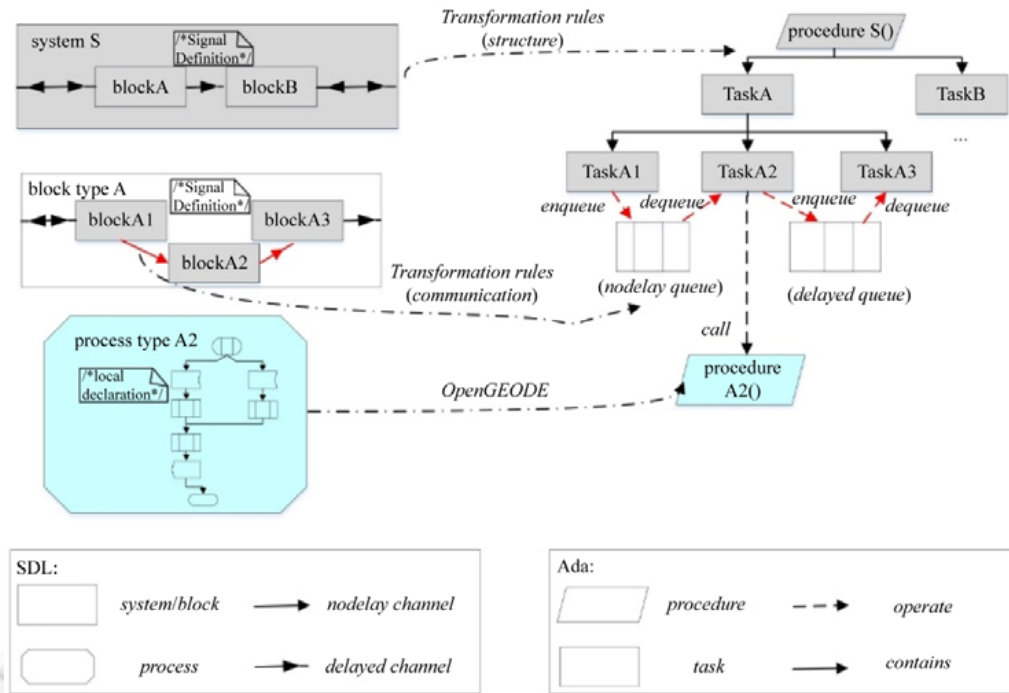 system S
/*Signal
Definition*/
blockA
blockB
Transformation rules
(structure)
procedure S()
TaskA
TaskB
...
TaskA1
TaskA2
TaskA3
enqueue
dequeue
enqueue
dequeue
(nodelay queue)
(delayed queue)
block type A
/*Signal
Definition*/
blockA1
blockA3
blockA2
Transformation rules
(communication)
call
process type A2
/*local
declaration*/
OpenGEODE
procedure
A2()
SDL:
system/block
nodelay channel
process
delayed channel
Ada:
procedure
operate
task
contains